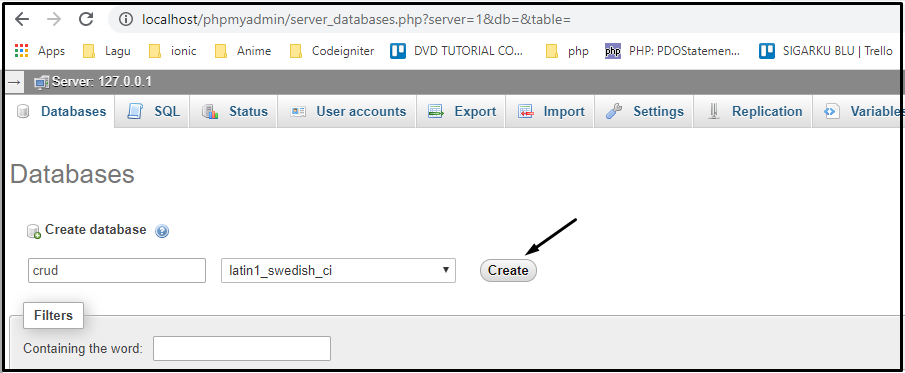 localhost/phpmyadmin/server_databases.php?server=1&db=&table=
Apps Lagu ionic Anime Codeigniter DVD TUTORIAL CO... php php PHP: PDOStatemen... SIGARKU BLU | Trello
Server: 127.0.0.1
Databases SQL Status User accounts Export Import Settings Replication Variables
Databases
Create database
crud latin1_swedish_ci Create
Filters
Containing the word: